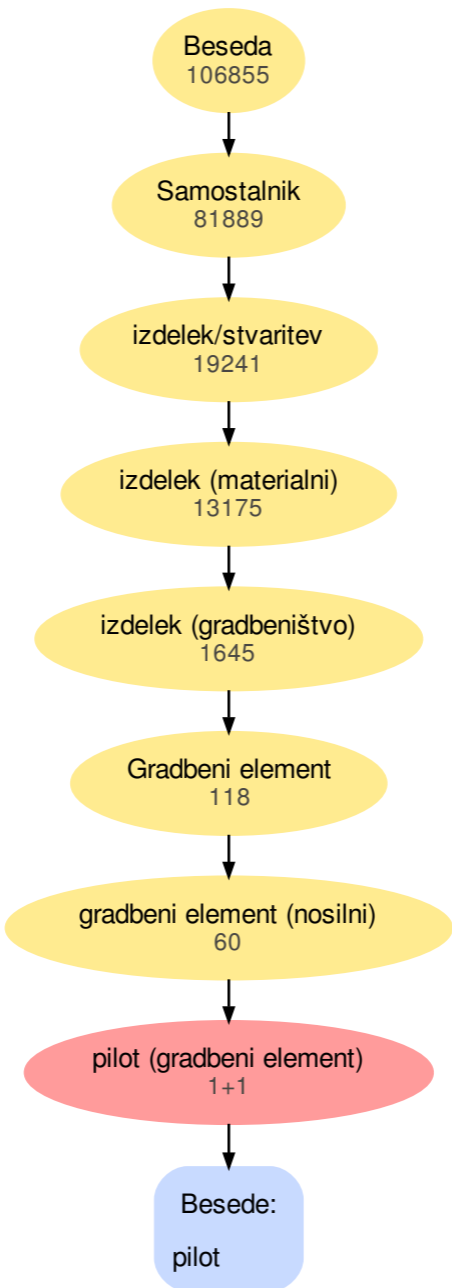 Beseda
106855
Samostalnik
81889
izdelek/stvaritev
19241
izdelek (materialni)
13175
izdelek (gradbeništvo)
1645
Gradbeni element
118
gradbeni element (nosilni)
60
pilot (gradbeni element)
1+1
Besede:
pilot